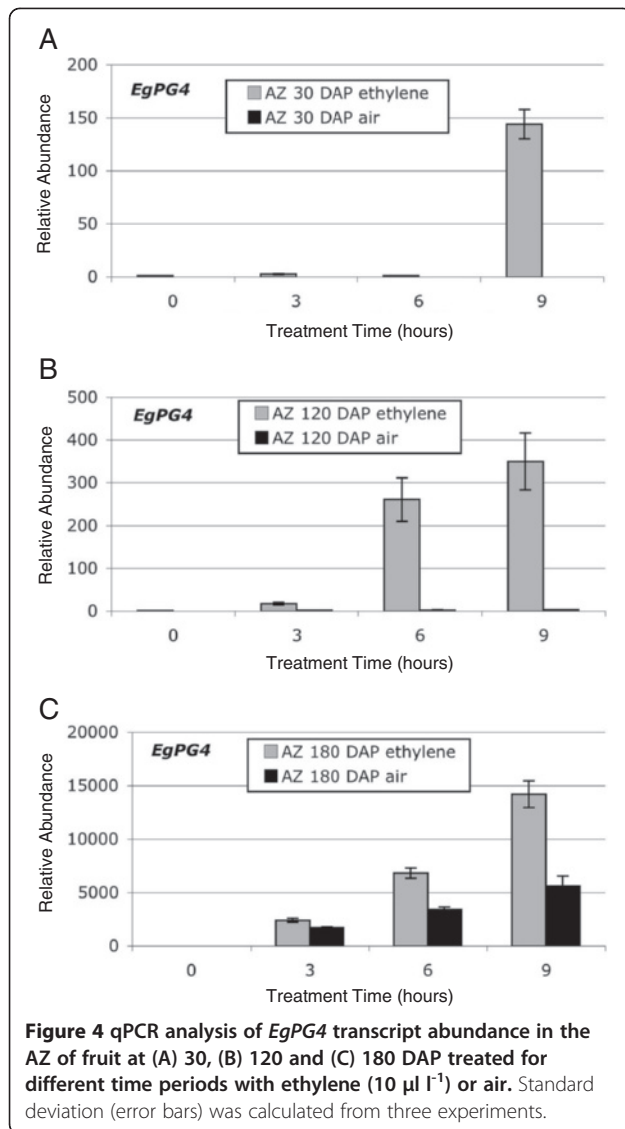 A
EgPG4
AZ 30 DAP ethylene
AZ 30 DAP air
Relative Abundance
200
150
100
50
0
0 3 6 9
Treatment Time (hours)
B
EgPG4
AZ 120 DAP ethylene
AZ 120 DAP air
Relative Abundance
500
400
300
200
100
0
0 3 6 9
Treatment Time (hours)
C
EgPG4
AZ 180 DAP ethylene
AZ 180 DAP air
Relative Abundance
20000
15000
10000
5000
0
0 3 6 9
Treatment Time (hours)
Figure 4 qPCR analysis of EgPG4 transcript abundance in the
AZ of fruit at (A) 30, (B) 120 and (C) 180 DAP treated for
different time periods with ethylene (10 μl l⁻¹) or air. Standard
deviation (error bars) was calculated from three experiments.